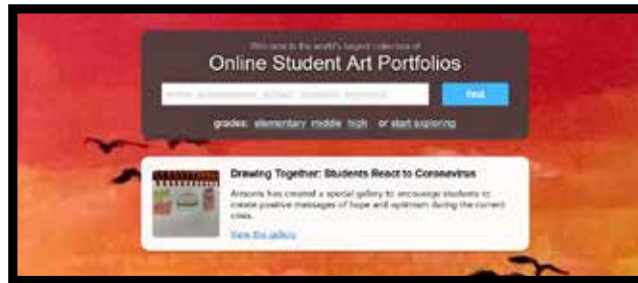 Welcome to the world's largest collection of
Online Student Art Portfolios
Find
grades: elementary middle high or start exploring
Drawing Together: Students React to Coronavirus
Artsonia has created a special gallery to encourage students to
create positive messages of hope and optimism during the current
crisis.
View the gallery